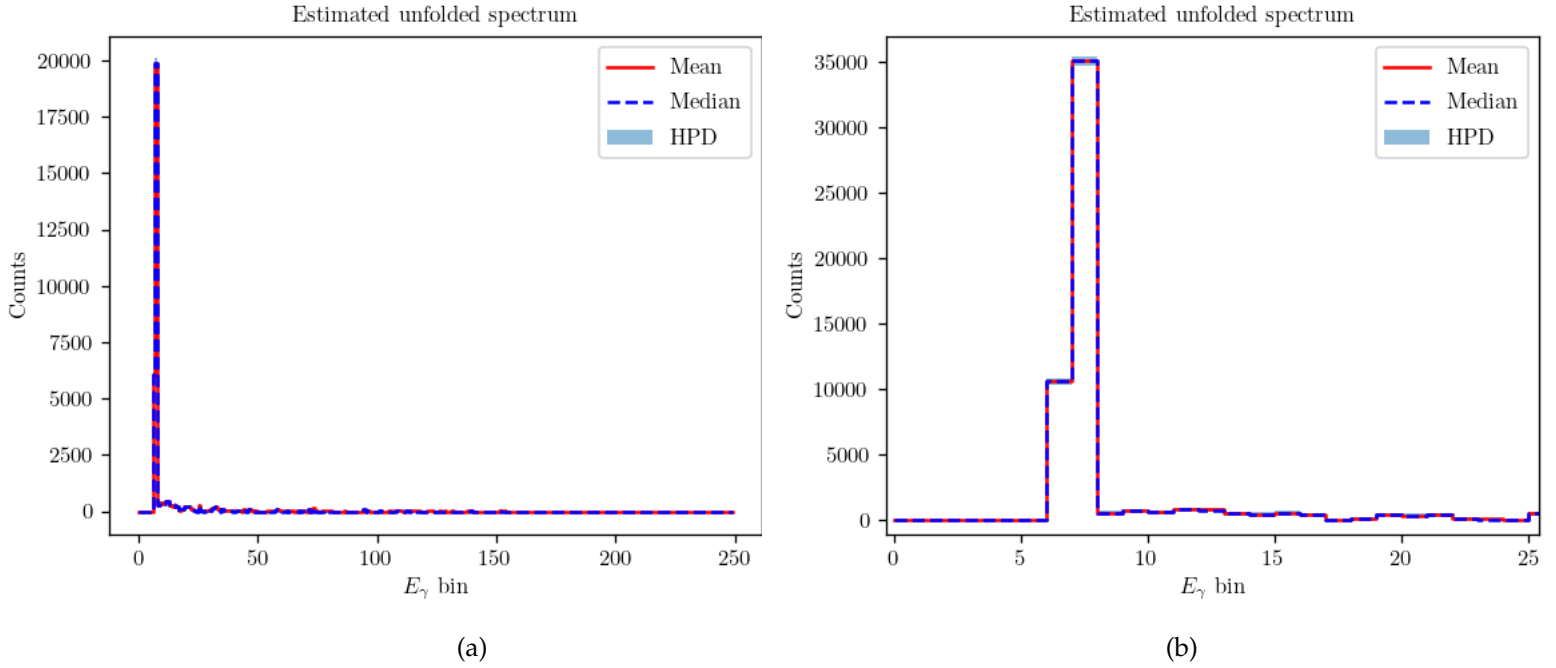 Estimated unfolded spectrum
20000
17500
15000
12500
10000
7500
5000
2500
0
Counts
Mean
Median
HPD
0 50 100 150 200 250
Eγ bin
(a)
Estimated unfolded spectrum
35000
30000
25000
20000
15000
10000
5000
0
Counts
Mean
Median
HPD
0 5 10 15 20 25
Eγ bin
(b)